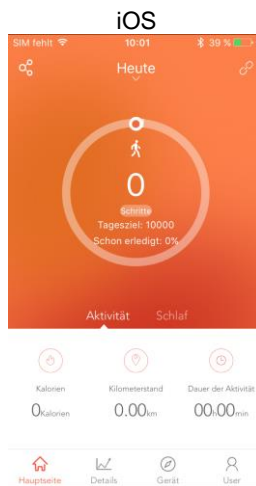 iOS
SIM fehlt 10:01 39 %
Heute
0
Schritte
Tagesziel: 10000
Schon erledigt: 0%
Aktivität Schlaf
Kalorien Kilometerstand Dauer der Aktivität
0Kalorien 0.00km 00h00min
Hauptseite Details Gerät User